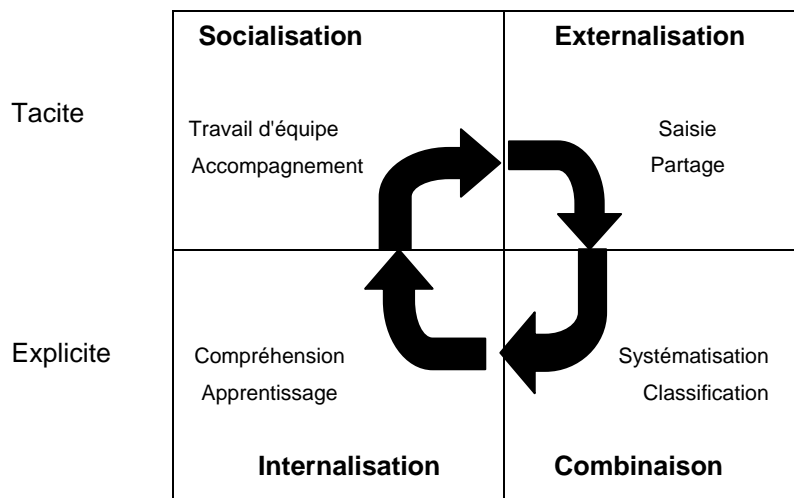 Socialisation
Externalisation
Tacite
Travail d'équipe
Accompagnement
Saisie
Partage
Explicite
Compréhension
Apprentissage
Systématisation
Classification
Internalisation
Combinaison